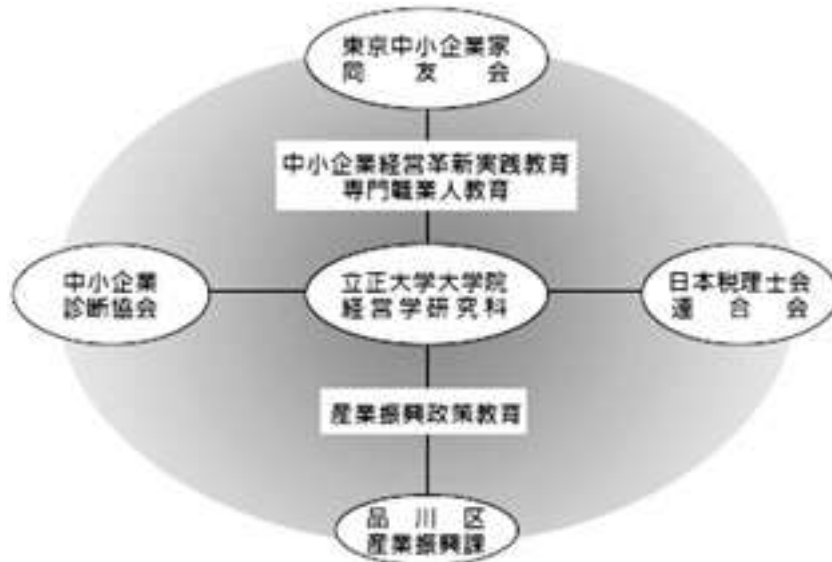 東京中小企業家
同友会
中小企業経営革新実践教育
専門職業人教育
中小企業
診断協会
立正大学大学院
経営学研究科
日本税理士会
連合会
産業振興政策教育
品川区
産業振興課